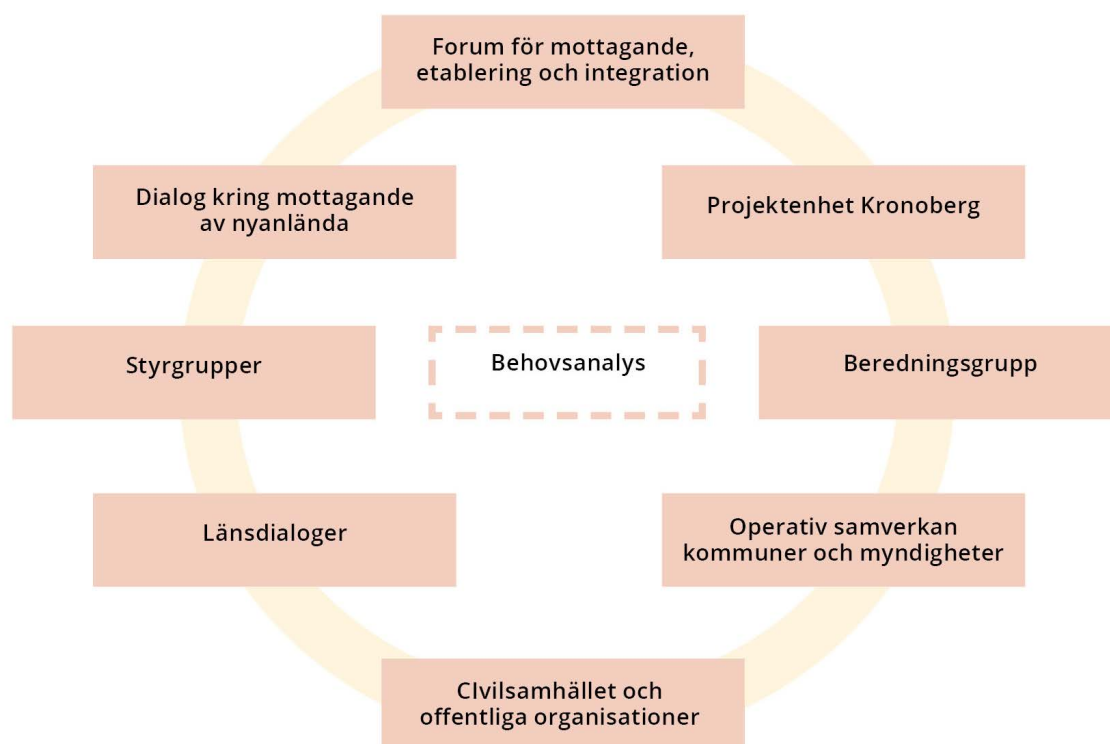 Forum för mottagande,
etablering och integration
Dialog kring mottagande
av nyanlända
Projektenhet Kronoberg
Styrgrupper
Behovsanalys
Beredningsgrupp
Länsdialoger
Operativ samverkan
kommuner och myndigheter
CIvilsamhället och
offentliga organisationer